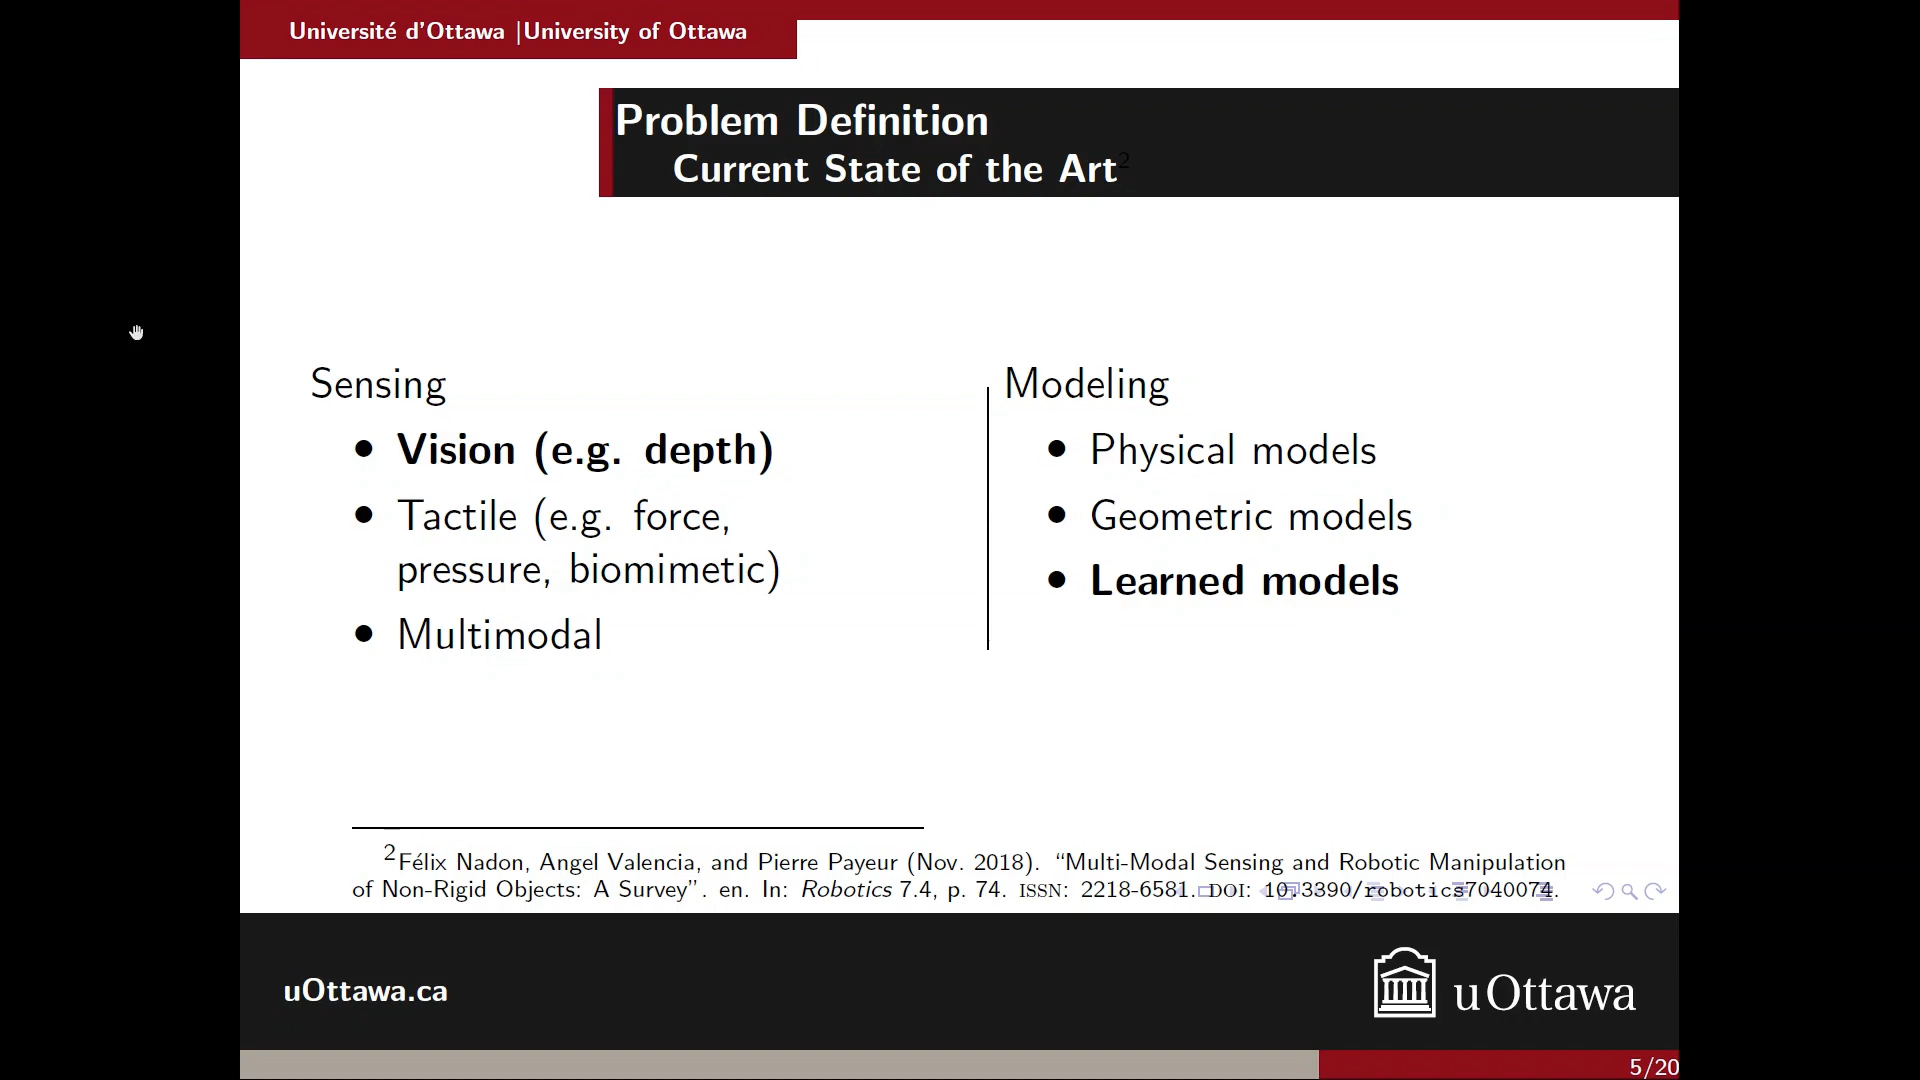 Université d'Ottawa |University of Ottawa
Problem Definition
Current State of the Art2
Sensing
• Vision (e.g. depth)
• Tactile (e.g. force,
pressure, biomimetic)
• Multimodal
Modeling
• Physical models
• Geometric models
• Learned models
2Félix Nadon, Angel Valencia, and Pierre Payeur (Nov. 2018). “Multi-Modal Sensing and Robotic Manipulation
of Non-Rigid Objects: A Survey”. en. In: Robotics 7.4, p. 74. ISSN: 2218-6581. DOI: 10.3390/robotics7040074.
uOttawa.ca
uOttawa
5/20